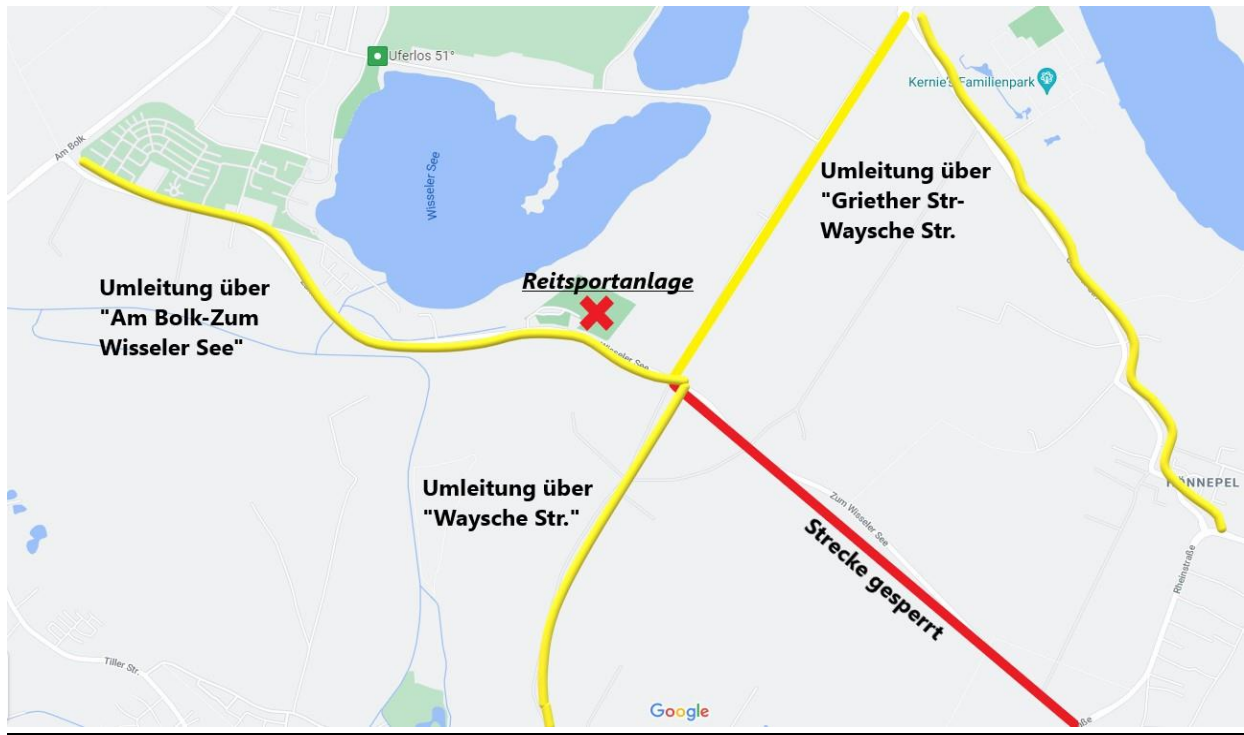 Uferlos 51°
Kernie's Familienpark
Am Bolk
Wisseler See
Umleitung über
"Griether Str-
Waysche Str.
Reitsportanlage
Umleitung über
"Am Bolk-Zum
Wisseler See"
Wisseler See
Umleitung über
"Waysche Str."
Zum Wisseler See
Strecke gesperrt
Rheinstraße
Tiller Str.
Google